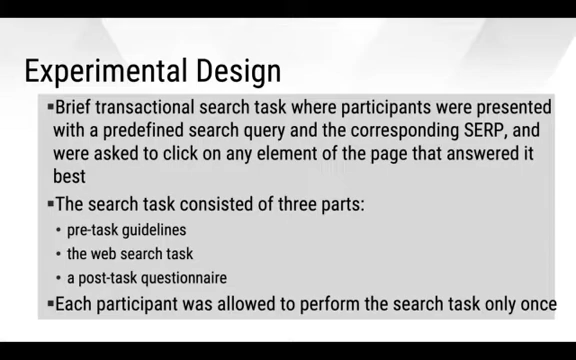 Experimental Design
▪Brief transactional search task where participants were presented
with a predefined search query and the corresponding SERP, and
were asked to click on any element of the page that answered it
best
▪The search task consisted of three parts:
• pre-task guidelines
• the web search task
• a post-task questionnaire
▪Each participant was allowed to perform the search task only once